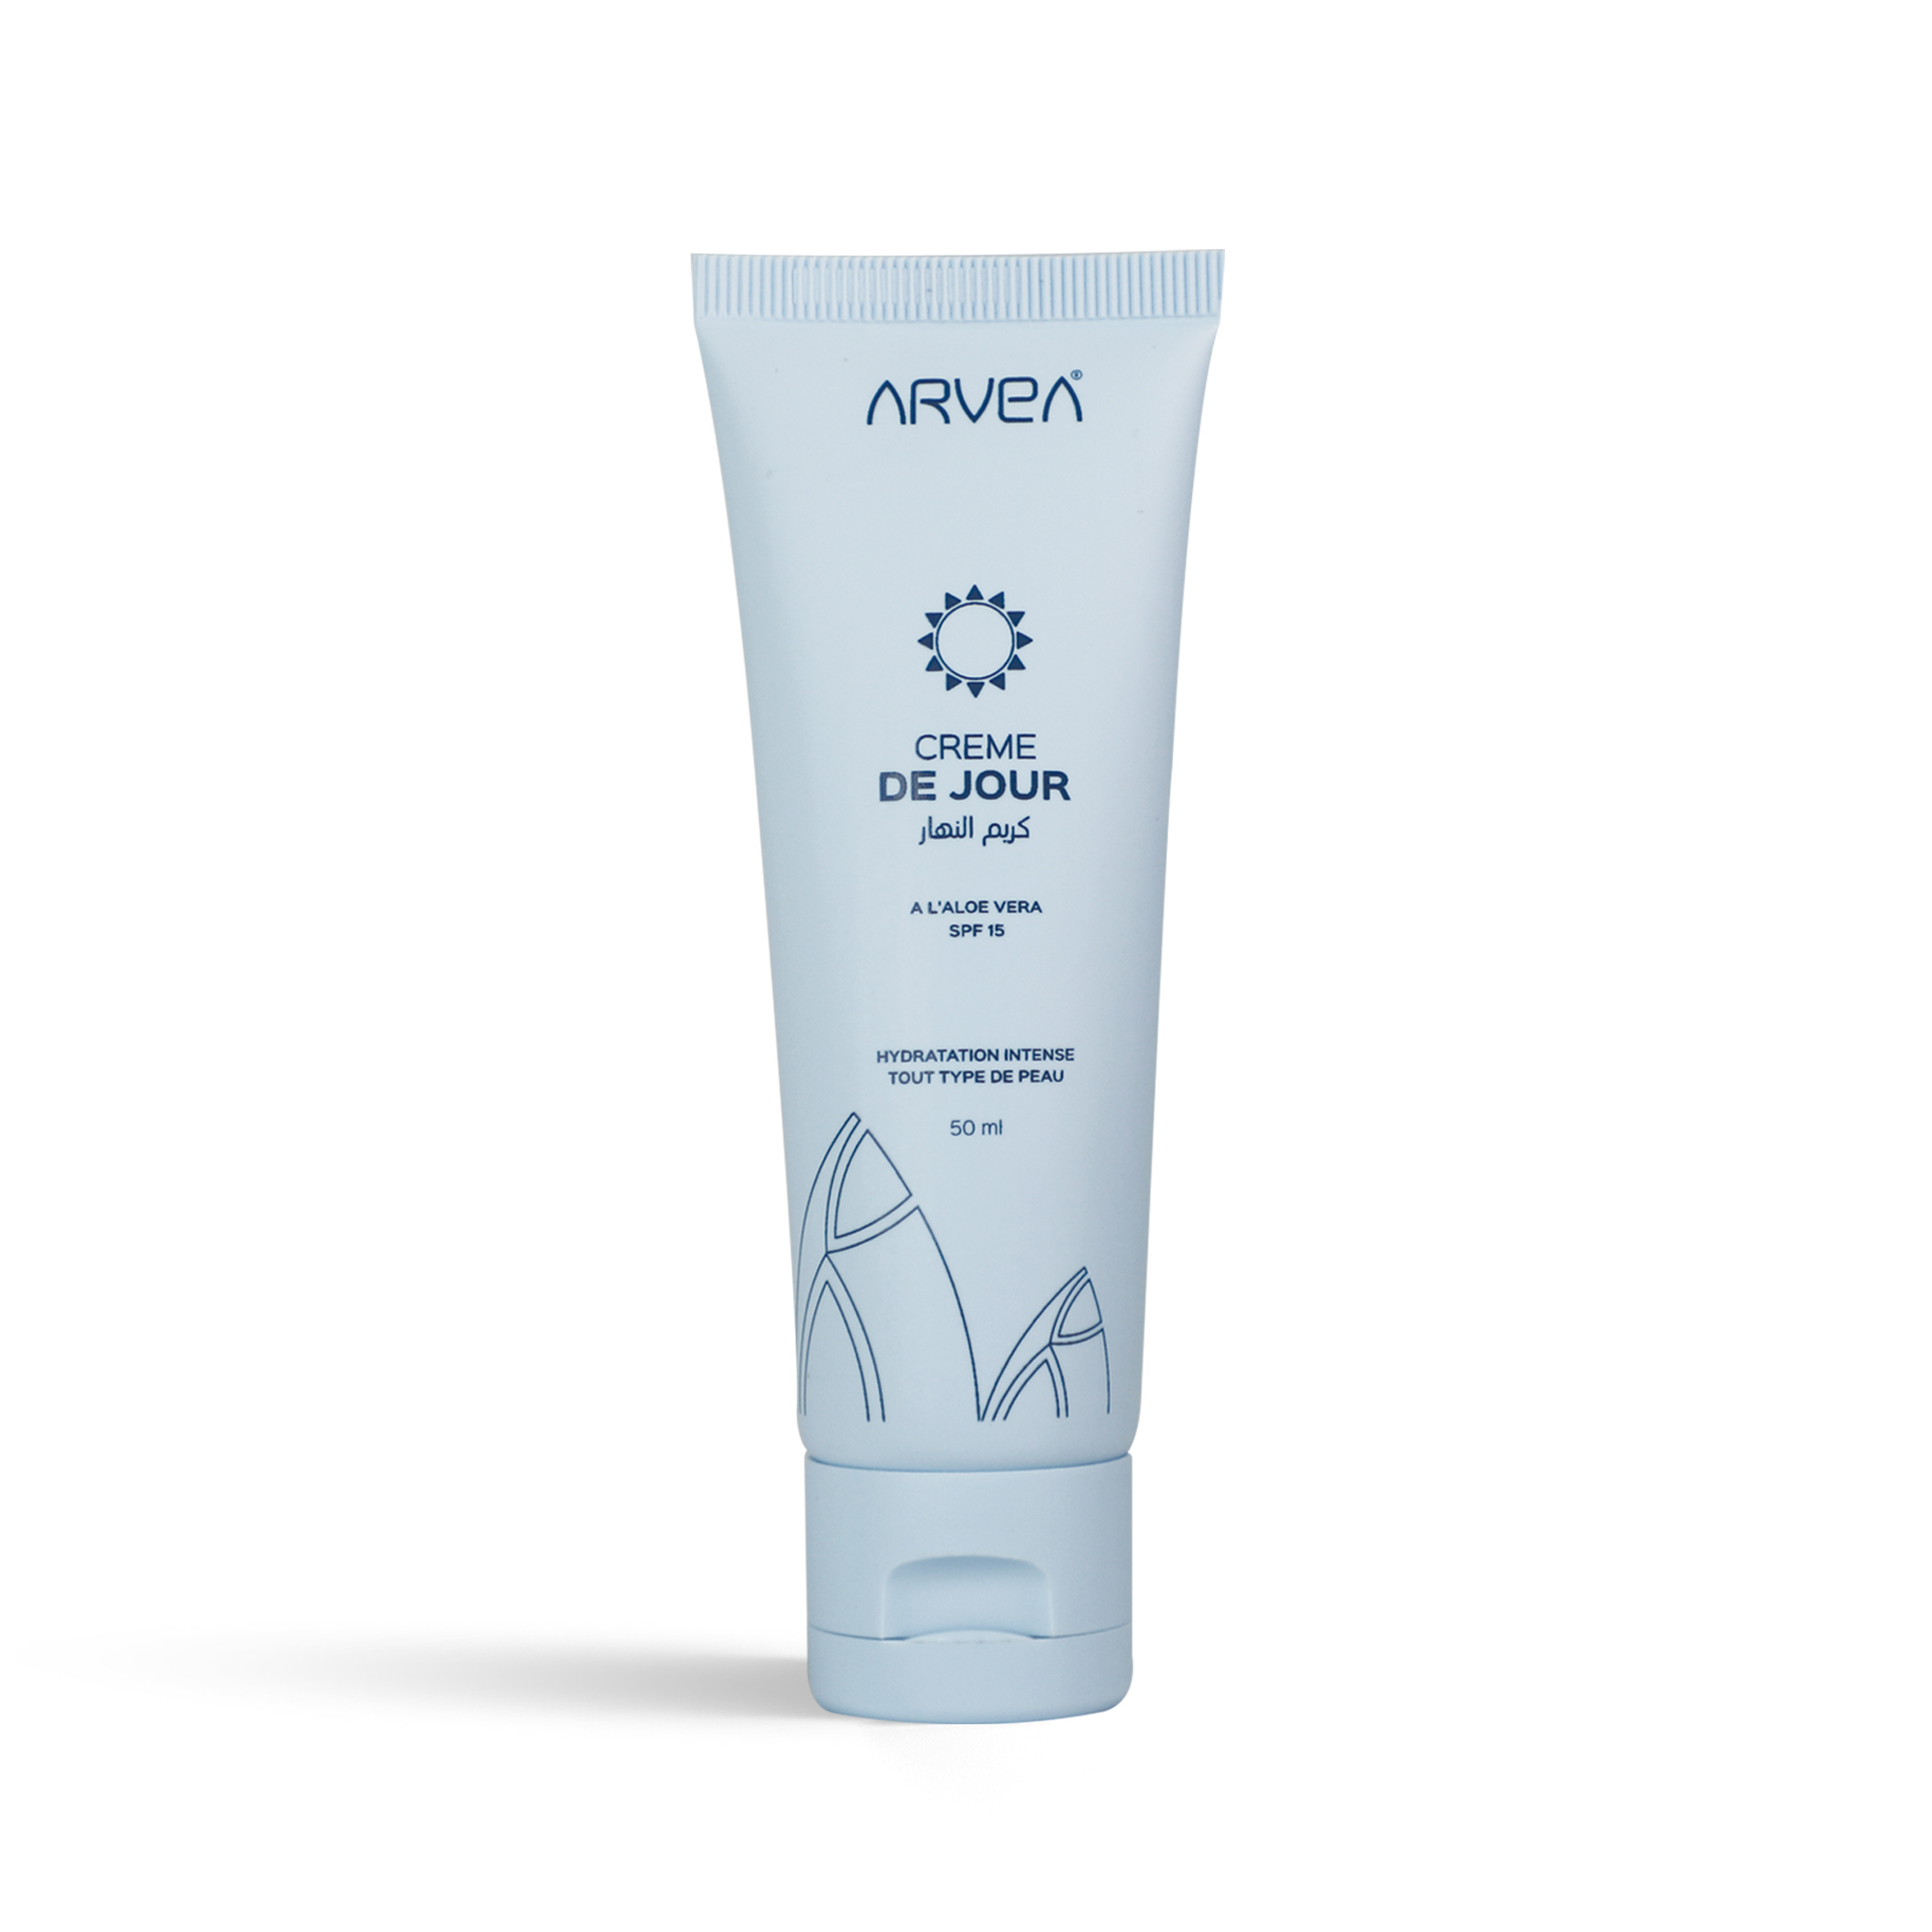 ARVEA®
CREME
DE JOUR
كريم النهار
A L'ALOE VERA
SPF 15
HYDRATATION INTENSE
TOUT TYPE DE PEAU
50 ml